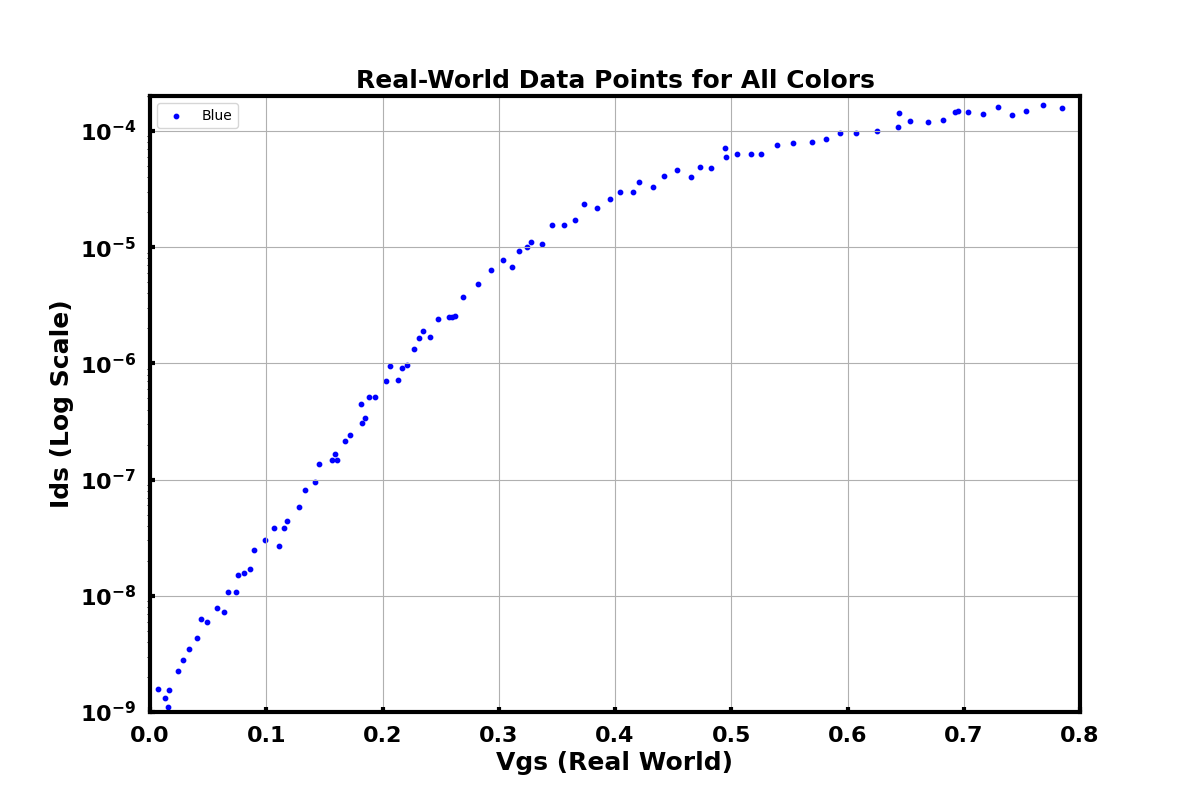 Real-World Data Points for All Colors
Blue
Ids (Log Scale)
10⁻⁴
10⁻⁵
10⁻⁶
10⁻⁷
10⁻⁸
10⁻⁹
0.0 0.1 0.2 0.3 0.4 0.5 0.6 0.7 0.8
Vgs (Real World)